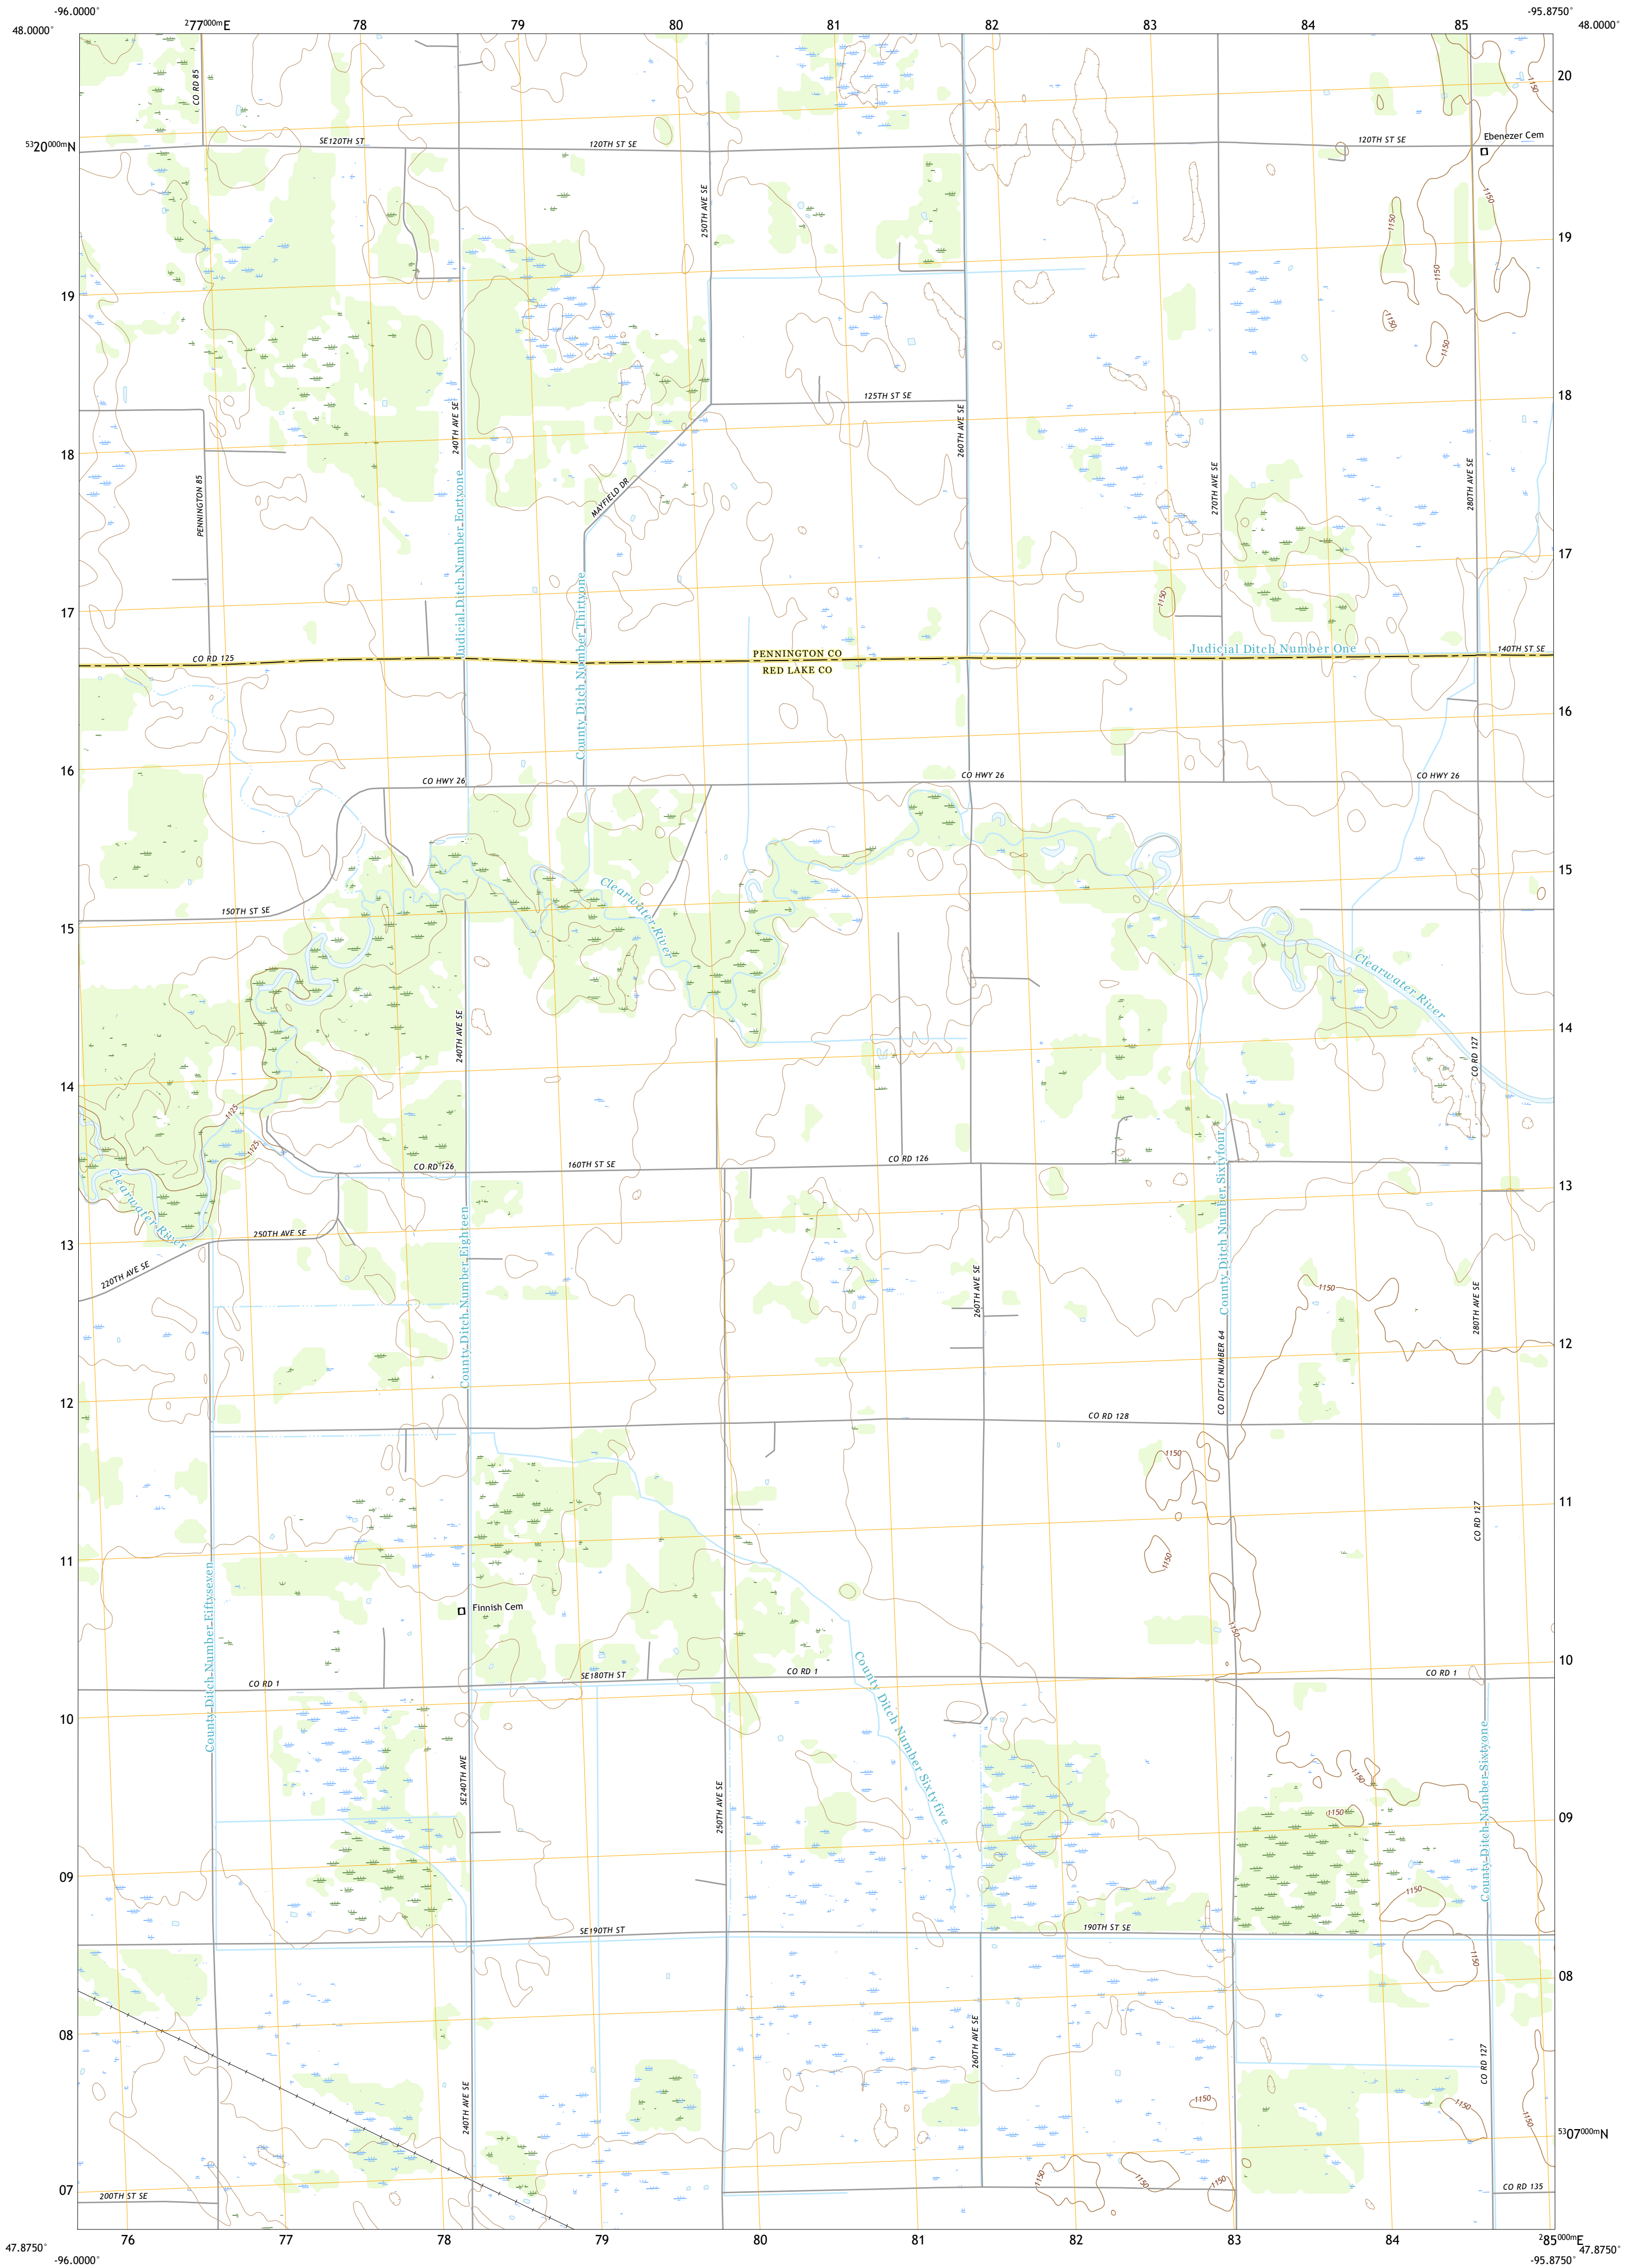 -96.0000°
-95.8750°
48.0000°
²77⁰⁰⁰ᵐE
78
79
80
81
82
83
84
85
48.0000°
CO RD 85
1150
20
SE120TH ST
120TH ST SE
120TH ST SE
Ebenezer Cem
⁵³20⁰⁰⁰ᵐN
250TH AVE SE
1150
1150
19
1150
19
1150
1150
18
125TH ST SE
240TH AVE SE
260TH AVE SE
18
PENNINGTON 85
MAYFIELD DR
270TH AVE SE
280TH AVE SE
17
Judicial Ditch Number Fortyone
County Ditch Number Thirtyone
1150
17
CO RD 125
PENNINGTON CO
RED LAKE CO
Judicial Ditch Number One
140TH ST SE
16
16
CO HWY 26
CO HWY 26
CO HWY 26
15
150TH ST SE
Clearwater River
15
Clearwater River
14
240TH AVE SE
CO RD 127
14
1125
1125
CO RD 126
160TH ST SE
CO RD 126
County Ditch Number Sixtyfour
13
Clearwater River
250TH AVE SE
13
220TH AVE SE
County Ditch Number Eighteen
260TH AVE SE
1150
280TH AVE SE
12
CO DITCH NUMBER 64
12
CO RD 128
1150
11
CO RD 127
11
1150
County Ditch Number Fiftyseven
Finnish Cem
1150
10
CO RD 1
SE180TH ST
CO RD 1
CO RD 1
County Ditch Number Sixtyfive
10
SE240TH AVE
250TH AVE SE
1150
1150
County Ditch Number Sixtyone
09
09
1150
SE190TH ST
190TH ST SE
1150
08
08
260TH AVE SE
CO RD 127
240TH AVE SE
1150
1150
1150
⁵³07⁰⁰⁰ᵐN
1150
1150
1150
07
200TH ST SE
CO RD 135
76
77
78
79
80
81
82
83
84
²85⁰⁰⁰ᵐE
47.8750°
47.8750°
-96.0000°
-95.8750°